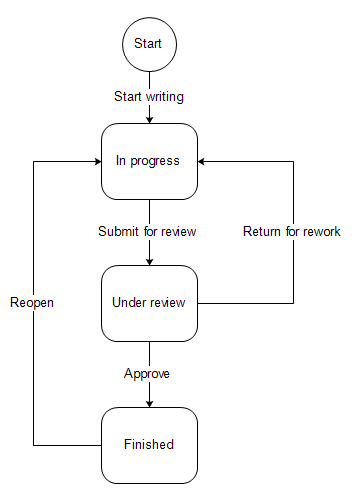 Start
Start writing
In progress
Submit for review
Return for rework
Reopen
Under review
Approve
Finished